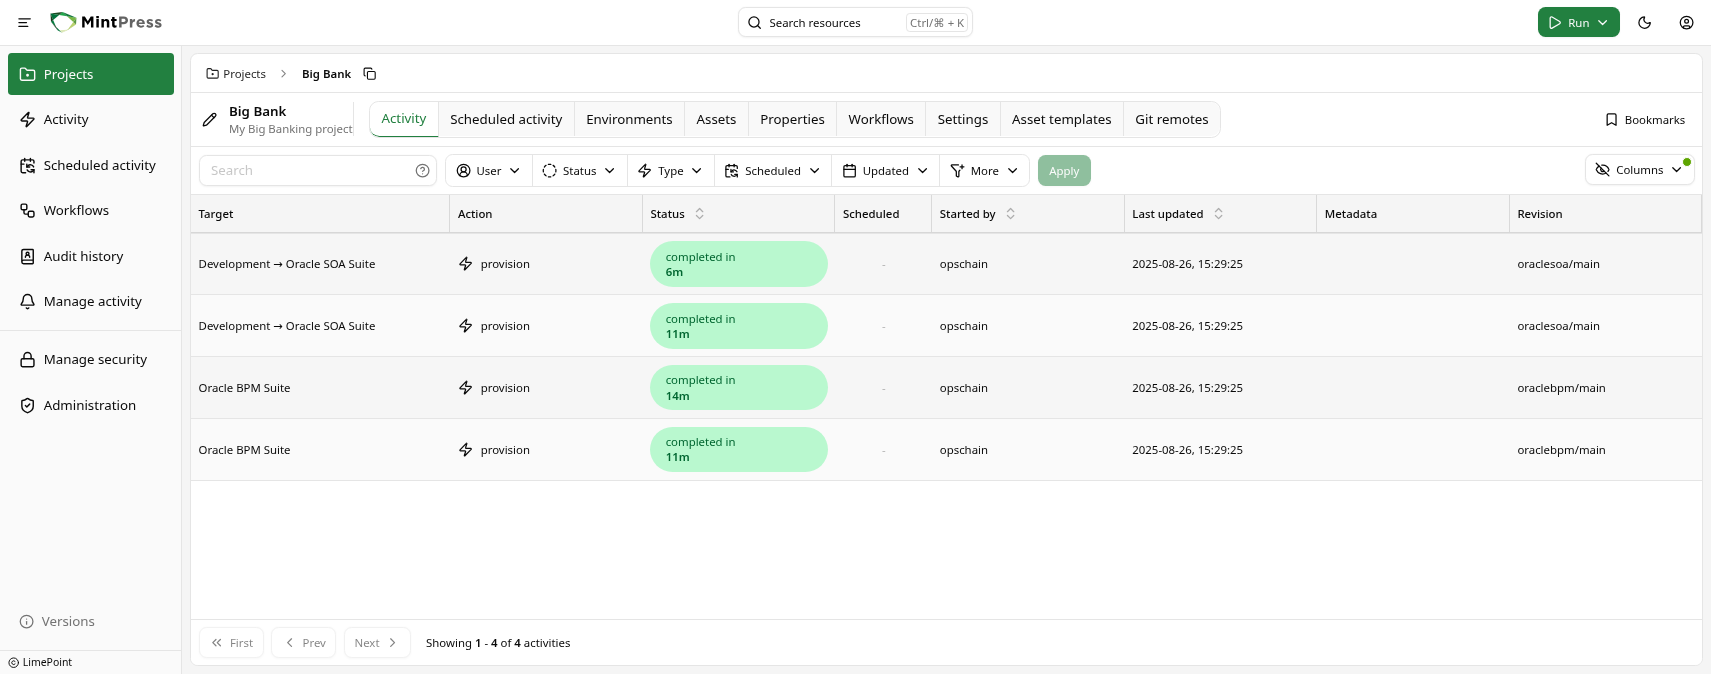 MintPress
Search resources Ctrl/⌘ + K
Run
Projects
Activity
Scheduled activity
Workflows
Audit history
Manage activity
Manage security
Administration
Versions
© LimePoint
Projects > Big Bank
Big Bank
My Big Banking project
Activity Scheduled activity Environments Assets Properties Workflows Settings Asset templates Git remotes
Bookmarks
Search User Status Type Scheduled Updated More Apply Columns
Target Action Status Scheduled Started by Last updated Metadata Revision
Development → Oracle SOA Suite provision completed in - opschain 2025-08-26, 15:29:25 oraclesoa/main
6m
Development → Oracle SOA Suite provision completed in - opschain 2025-08-26, 15:29:25 oraclesoa/main
11m
Oracle BPM Suite provision completed in - opschain 2025-08-26, 15:29:25 oraclebpm/main
14m
Oracle BPM Suite provision completed in - opschain 2025-08-26, 15:29:25 oraclebpm/main
11m
First Prev Next Showing 1 - 4 of 4 activities